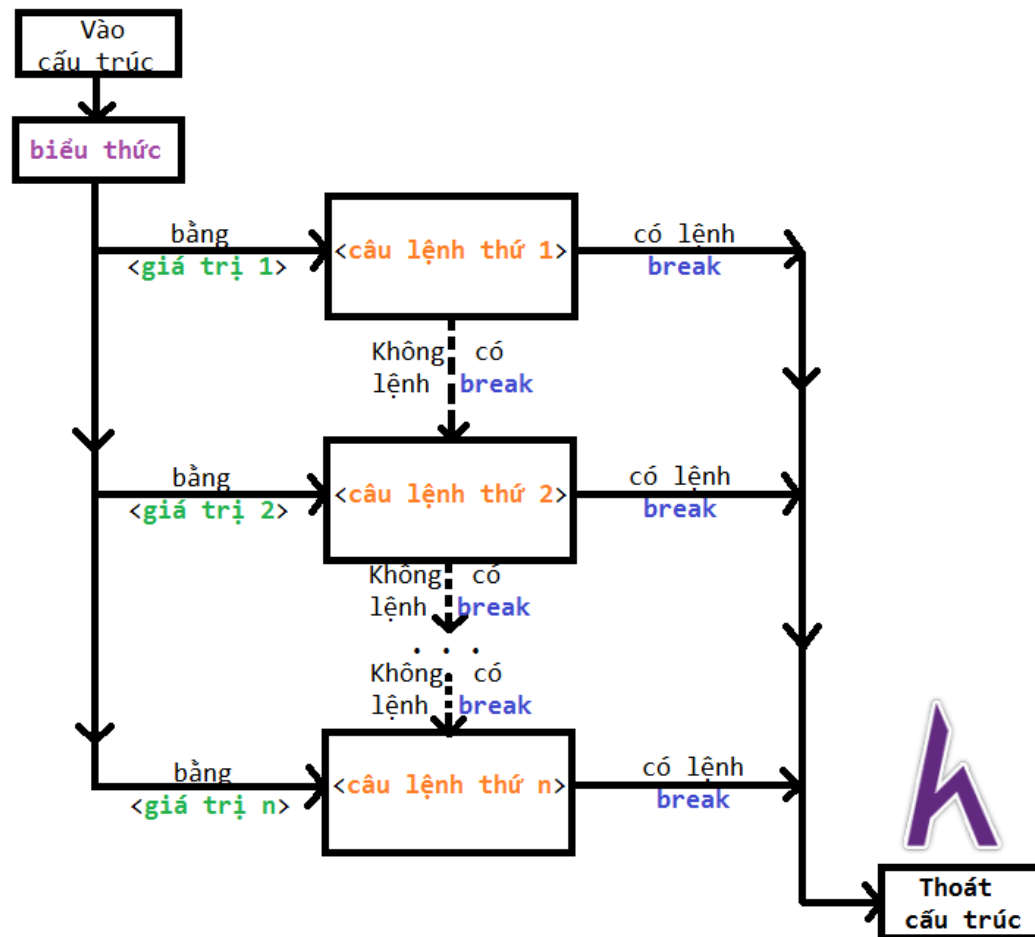 Vào
cấu trúc
biểu thức
bằng
<giá trị 1>
<câu lệnh thứ 1>
có lệnh
break
Không có
lệnh break
bằng
<giá trị 2>
<câu lệnh thứ 2>
có lệnh
break
Không có
lệnh break
. . .
Không có
lệnh break
bằng
<giá trị n>
<câu lệnh thứ n>
có lệnh
break
Thoát
cấu trúc